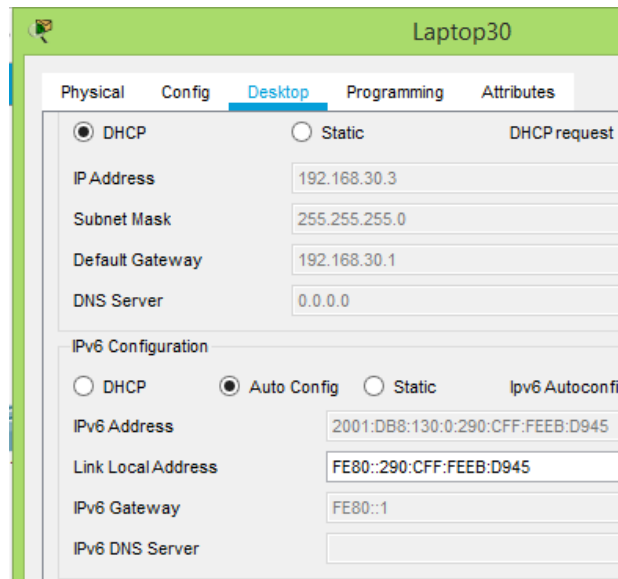 Laptop30
Physical Config Desktop Programming Attributes
DHCP Static DHCP request
IP Address 192.168.30.3
Subnet Mask 255.255.255.0
Default Gateway 192.168.30.1
DNS Server 0.0.0.0
IPv6 Configuration
DHCP Auto Config Static Ipv6 Autoconfi
IPv6 Address 2001:DB8:130:0:290:CFF:FEEB:D945
Link Local Address FE80::290:CFF:FEEB:D945
IPv6 Gateway FE80::1
IPv6 DNS Server